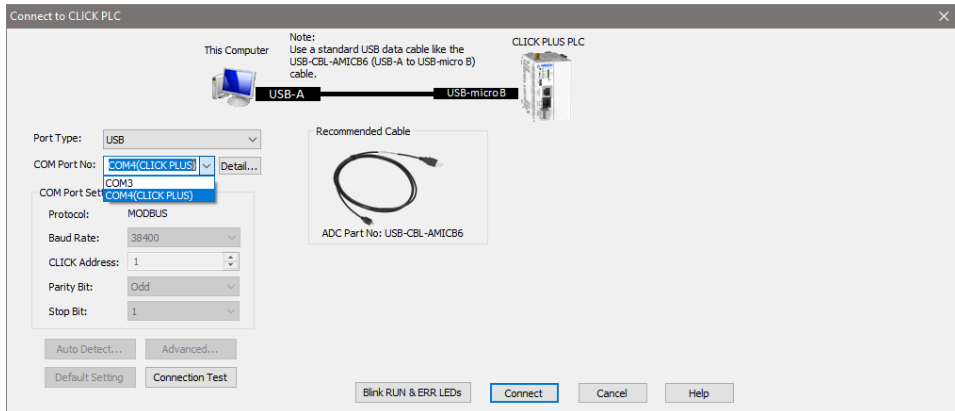 Connect to CLICK PLC
This Computer
Note:
Use a standard USB data cable like the
USB-CBL-AMICB6 (USB-A to USB-micro B)
cable.
CLICK PLUS PLC
USB-A
USB-micro B
Port Type:
USB
COM Port No:
COM4(CLICK PLUS)
Detail...
COM3
COM4(CLICK PLUS)
COM Port Set
Protocol:
MODBUS
Baud Rate:
38400
CLICK Address:
1
Parity Bit:
Odd
Stop Bit:
1
Auto Detect...
Advanced...
Default Setting
Connection Test
Recommended Cable
ADC Part No: USB-CBL-AMICB6
Blink RUN & ERR LEDs
Connect
Cancel
Help